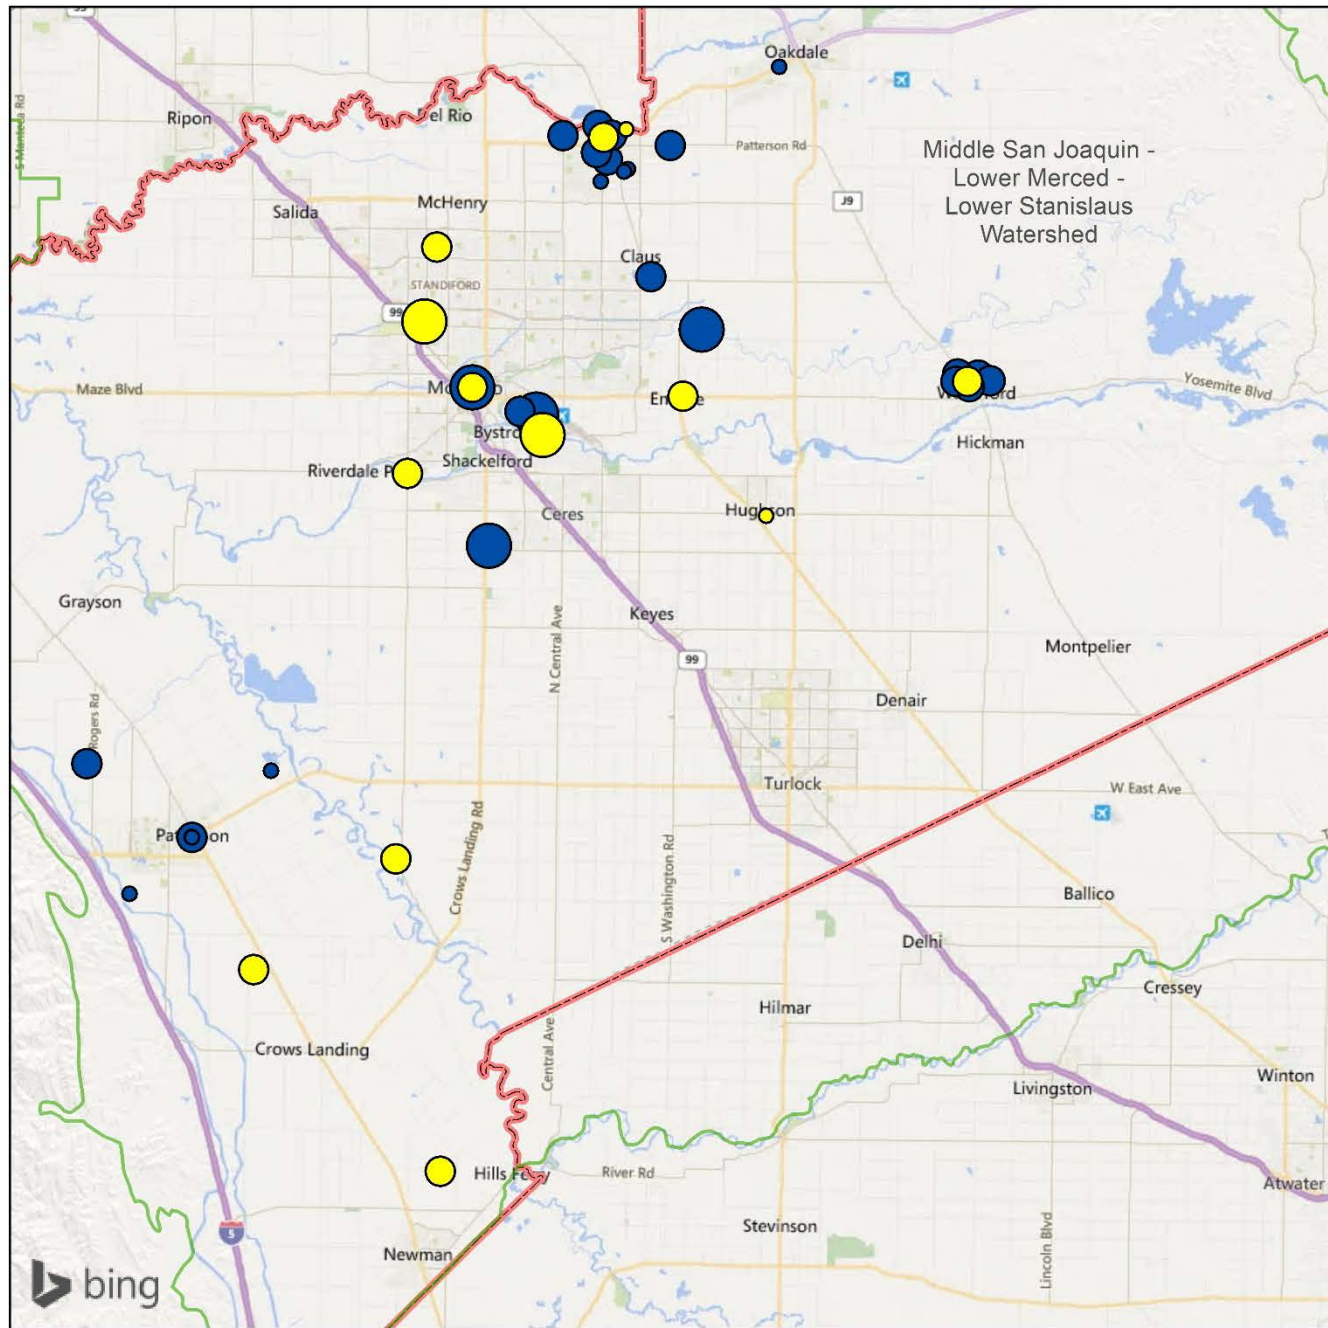 99
Oakdale
S Manteca Rd
Ripon
Del Rio
Patterson Rd
Middle San Joaquin -
Lower Merced -
Lower Stanislaus
Watershed
McHenry
J9
Salida
Claus
STANDIFORD
99
Maze Blvd
Yosemite Blvd
Hickman
Shackelford
Hughson
Ceres
Grayson
Keyes
N Central Ave
Montpelier
99
Denair
Rogers Rd
Turlock
W East Ave
Crows Landing Rd
S Washington Rd
Ballico
Delhi
Cressey
Hilmar
Crows Landing
Central Ave
Winton
Livingston
River Rd
Atwater
Stevinson
Lincoln Blvd
5
Newman
bing